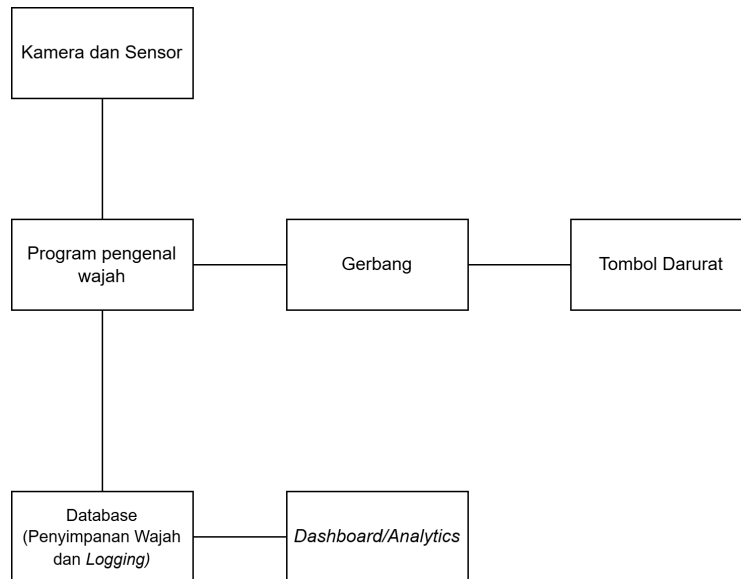 Kamera dan Sensor
Program pengenal
wajah
Gerbang
Tombol Darurat
Database
(Penyimpanan Wajah
dan Logging)
Dashboard/Analytics